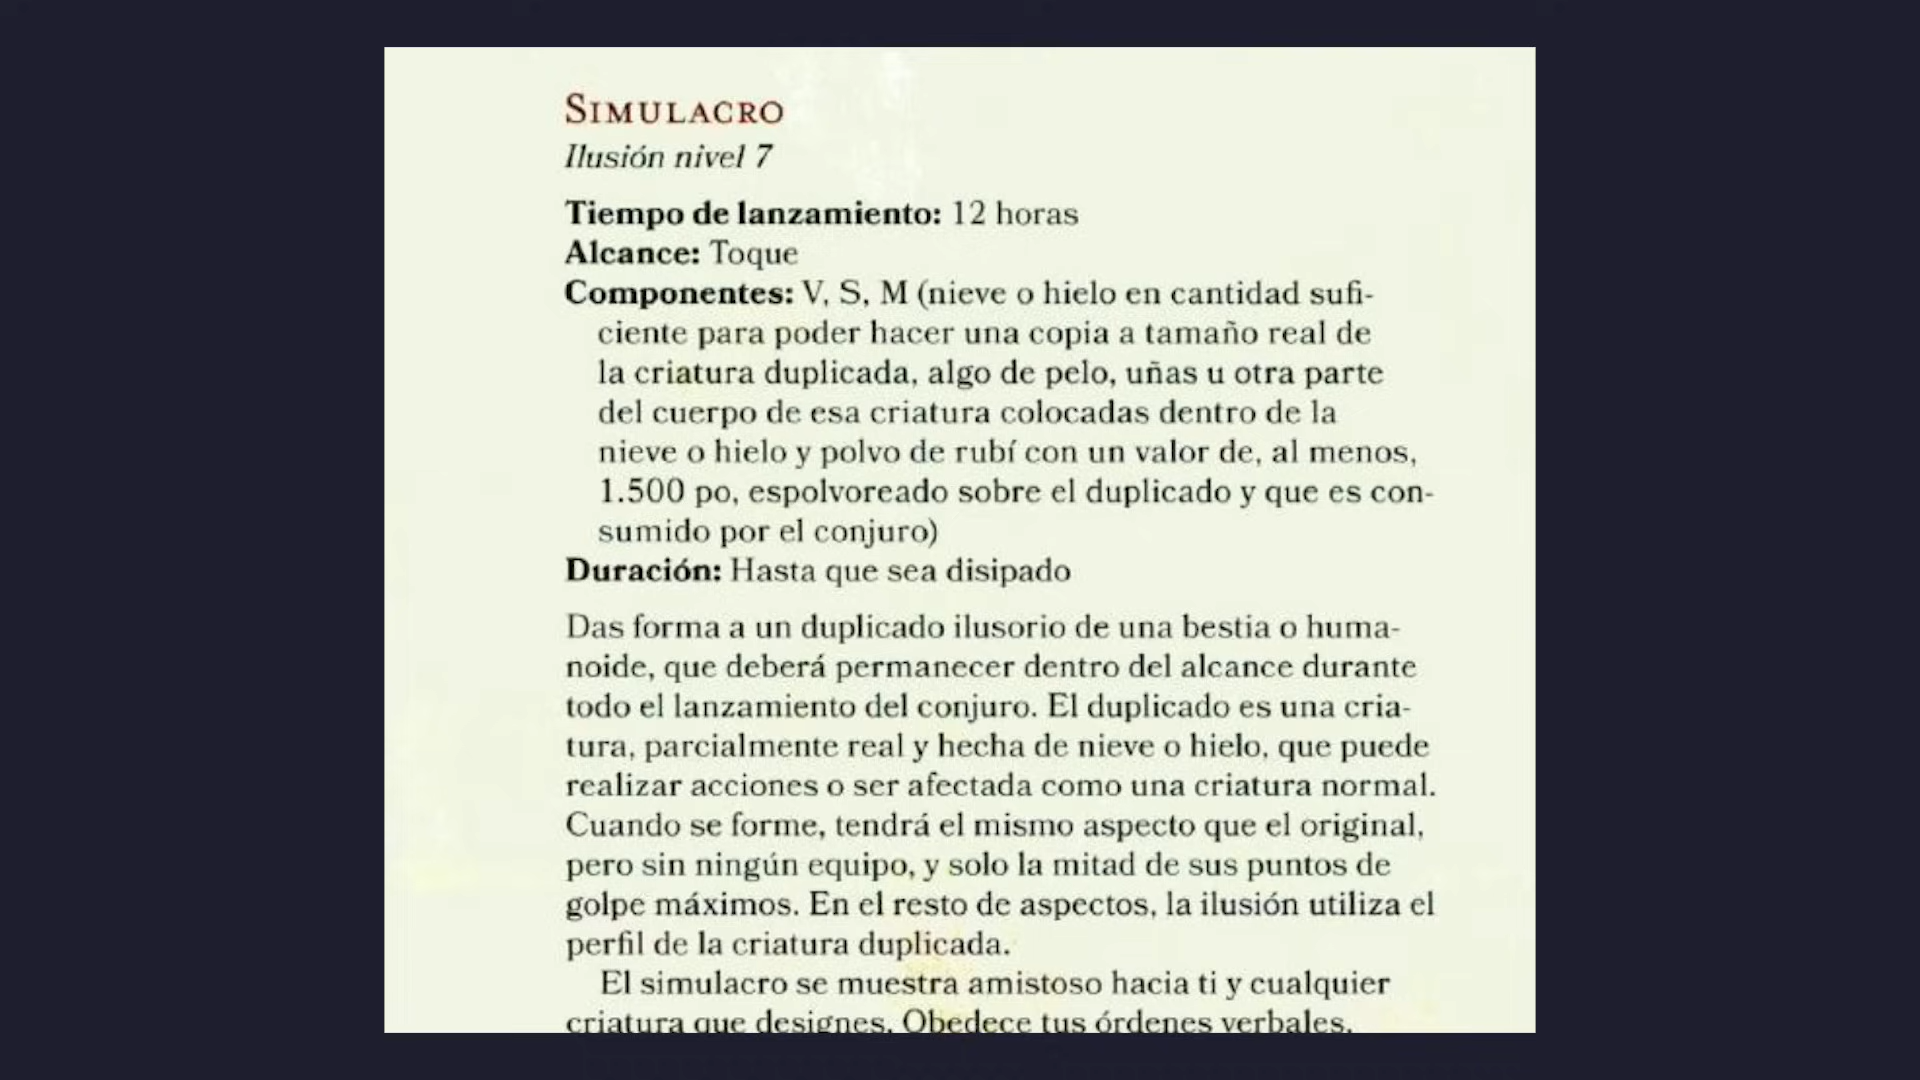 SIMULACRO
Ilusión nivel 7
Tiempo de lanzamiento: 12 horas
Alcance: Toque
Componentes: V, S, M (nieve o hielo en cantidad sufi-
ciente para poder hacer una copia a tamaño real de
la criatura duplicada, algo de pelo, uñas u otra parte
del cuerpo de esa criatura colocadas dentro de la
nieve o hielo y polvo de rubí con un valor de, al menos,
1.500 po, espolvoreado sobre el duplicado y que es con-
sumido por el conjuro)
Duración: Hasta que sea disipado
Das forma a un duplicado ilusorio de una bestia o huma-
noide, que deberá permanecer dentro del alcance durante
todo el lanzamiento del conjuro. El duplicado es una cria-
tura, parcialmente real y hecha de nieve o hielo, que puede
realizar acciones o ser afectada como una criatura normal.
Cuando se forme, tendrá el mismo aspecto que el original,
pero sin ningún equipo, y solo la mitad de sus puntos de
golpe máximos. En el resto de aspectos, la ilusión utiliza el
perfil de la criatura duplicada.
El simulacro se muestra amistoso hacia ti y cualquier
criatura que designes. Obedece tus órdenes verbales,